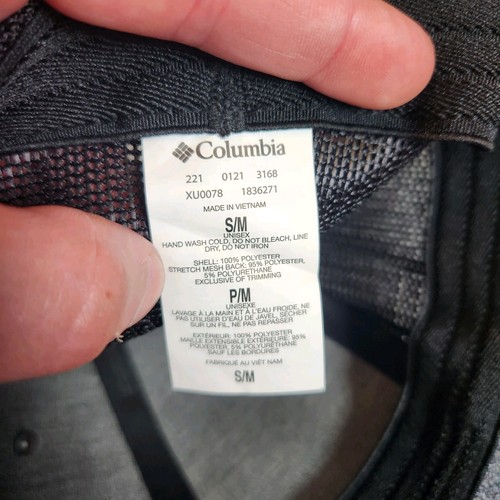 Columbia
221 0121 3168
XU0078 1836271
MADE IN VIETNAM
S/M
UNISEX
HAND WASH COLD, DO NOT BLEACH, LINE
DRY, DO NOT IRON
SHELL: 100% POLYESTER
STRETCH MESH BACK: 95% POLYESTER,
5% POLYURETHANE
EXCLUSIVE OF TRIMMING
P/M
UNISEXE
LAVAGE À LA MAIN ET À L'EAU FROIDE, NE
PAS UTILISER D'EAU DE JAVEL, SÉCHER
SUR UN FIL, NE PAS REPASSER
EXTÉRIEUR: 100% POLYESTER
MAILLE EXTENSIBLE EXTÉRIEURE: 95%
POLYESTER, 5% POLYURÉTHANE
SAUF LES BORDURES
FABRIQUÉ AU VIÊT NAM
S/M